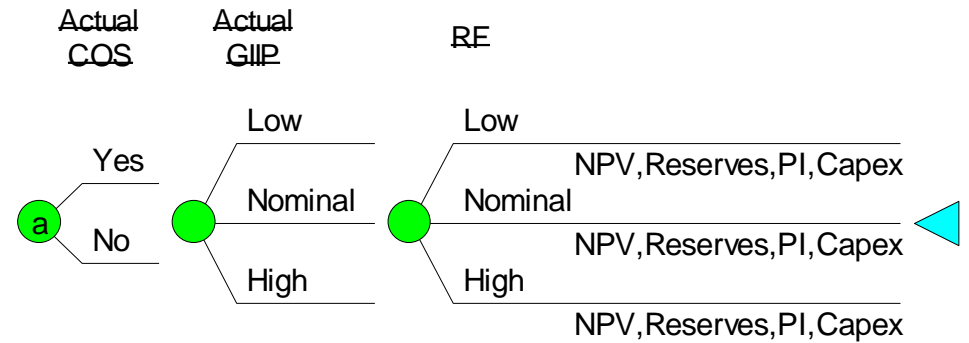 Actual
COS
Actual
GIIP
RF
a
Yes
No
Low
Nominal
High
Low
NPV,Reserves,PI,Capex
Nominal
NPV,Reserves,PI,Capex
High
NPV,Reserves,PI,Capex